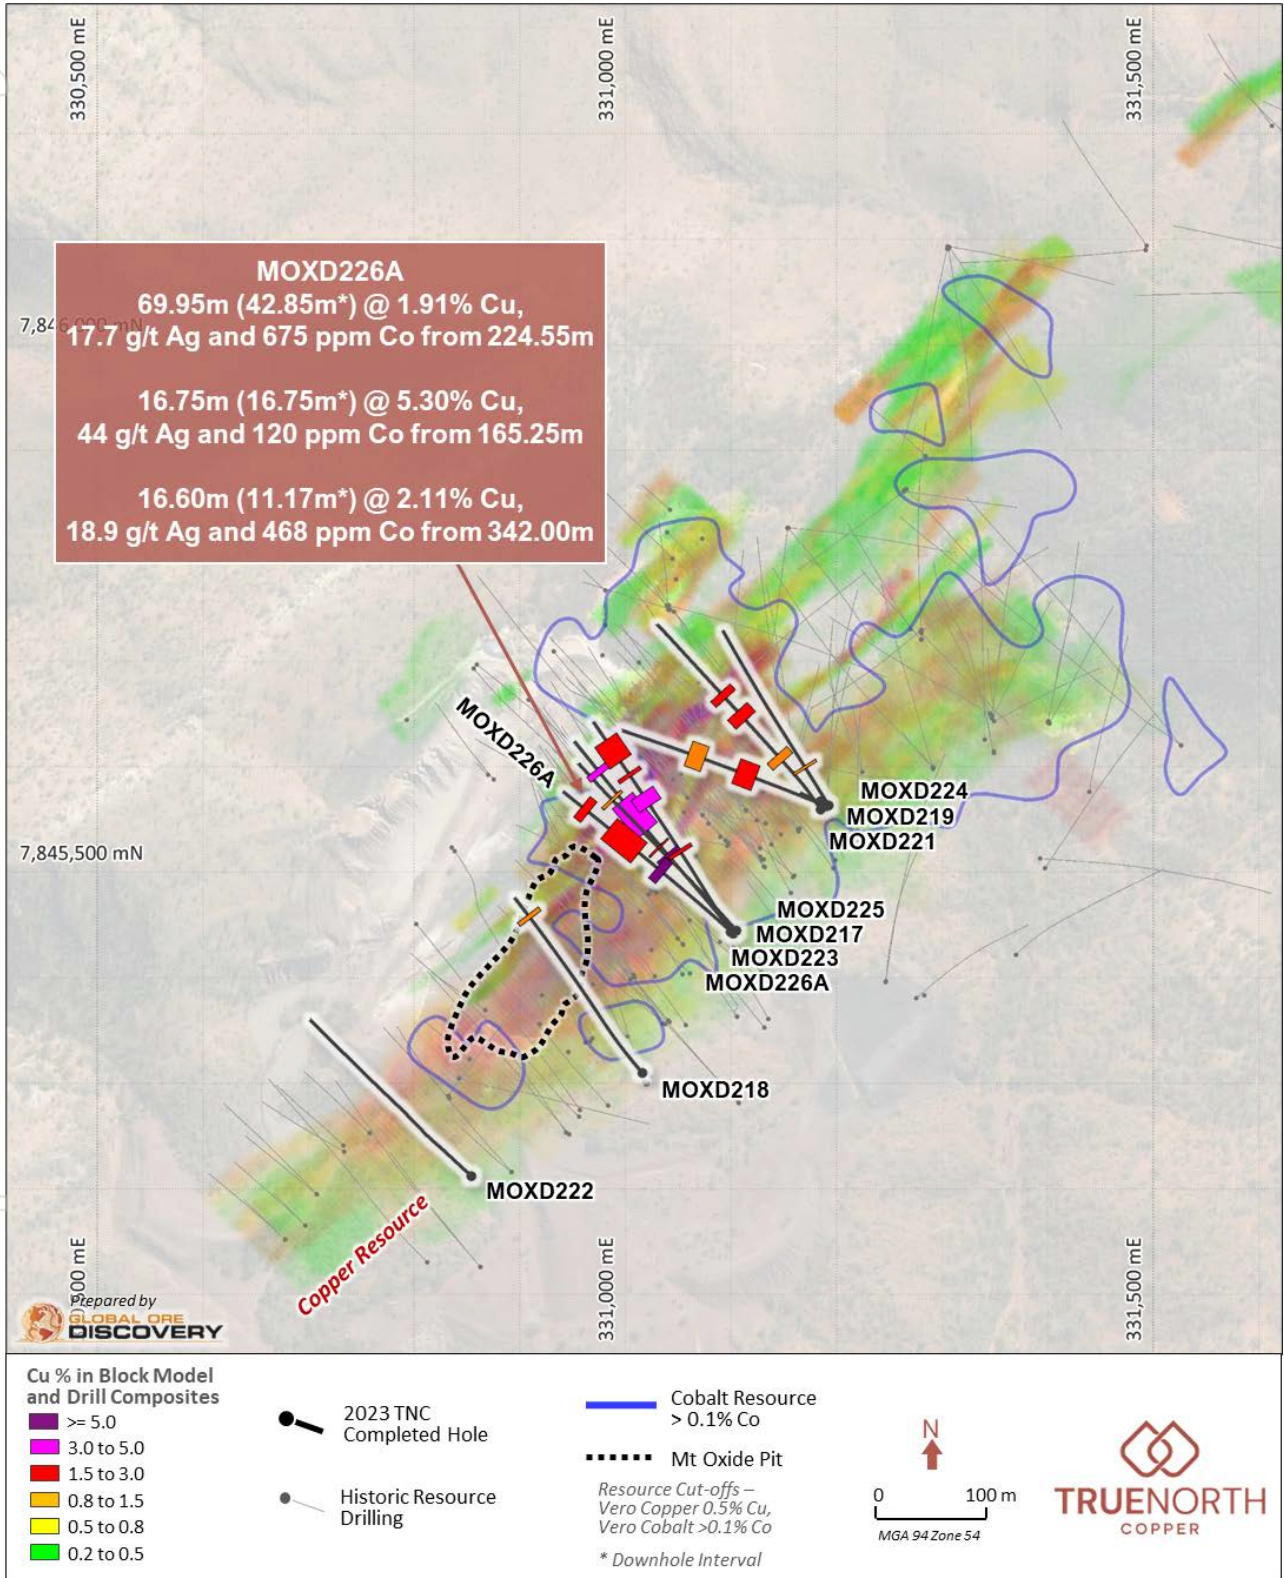 330,500 mE
331,000 mE
331,500 mE
MOXD226A
69.95m (42.85m*) @ 1.91% Cu,
17.7 g/t Ag and 675 ppm Co from 224.55m
16.75m (16.75m*) @ 5.30% Cu,
44 g/t Ag and 120 ppm Co from 165.25m
16.60m (11.17m*) @ 2.11% Cu,
18.9 g/t Ag and 468 ppm Co from 342.00m
7,846,000 mN
MOXD226A
MOXD224
MOXD219
MOXD221
7,845,500 mN
MOXD225
MOXD217
MOXD223
MOXD226A
MOXD218
MOXD222
Copper Resource
331,000 mE
331,500 mE
Prepared by
GLOBAL ORE
DISCOVERY
Cu % in Block Model
and Drill Composites
>= 5.0
3.0 to 5.0
1.5 to 3.0
0.8 to 1.5
0.5 to 0.8
0.2 to 0.5
2023 TNC
Completed Hole
Historic Resource
Drilling
Cobalt Resource
> 0.1% Co
Mt Oxide Pit
Resource Cut-offs –
Vero Copper 0.5% Cu,
Vero Cobalt >0.1% Co
* Downhole Interval
N
0 100 m
MGA 94 Zone 54
TRUENORTH
COPPER